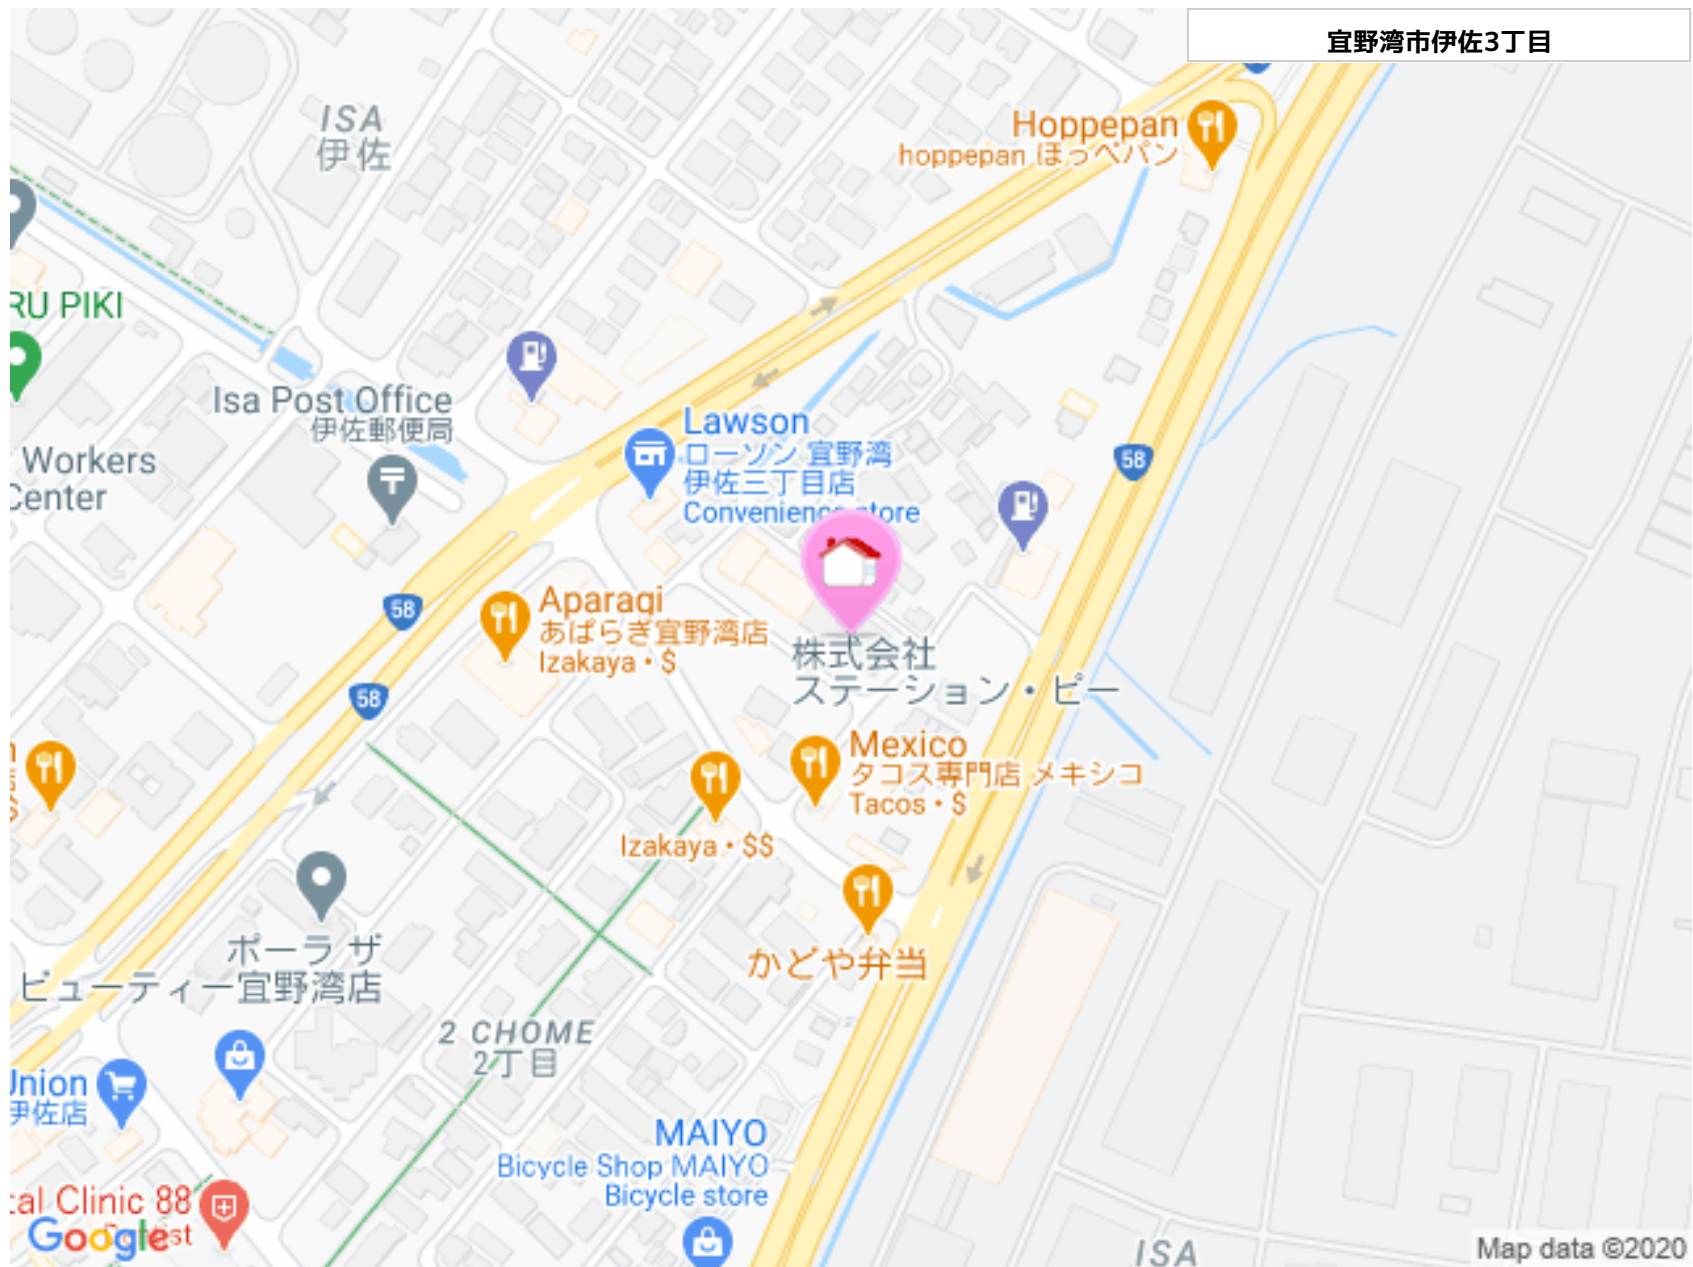 宜野湾市伊佐3丁目
ISA
伊佐
Hoppepan
hoppepan ほっぺパン
RU PIKI
Isa Post Office
伊佐郵便局
Workers
Center
Lawson
ローソン 宜野湾
伊佐三丁目店
Convenience store
58
58
58
Aparagi
あぱらぎ宜野湾店
Izakaya • $
株式会社
ステーション・ピー
Mexico
タコス専門店 メキシコ
Tacos • $
Izakaya • $$
かどや弁当
ポーラ ザ
ビューティー宜野湾店
2 CHOME
2丁目
Union
伊佐店
MAIYO
Bicycle Shop MAIYO
Bicycle store
tal Clinic 88
Google
ISA
Map data ©2020